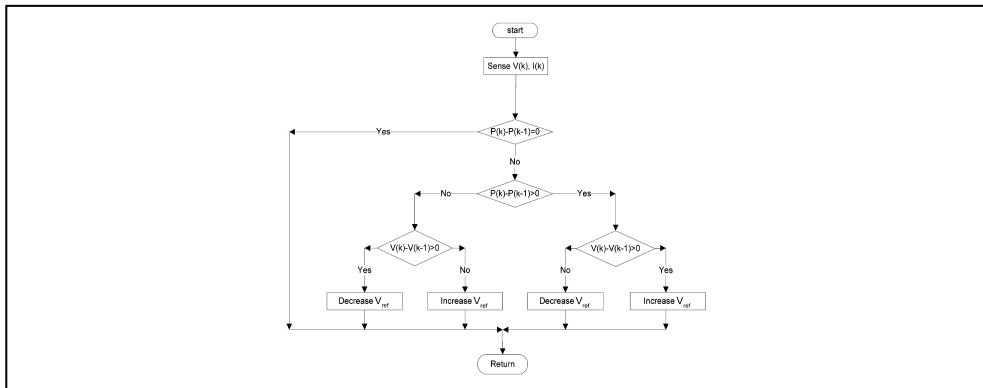 start
Sense V(k), I(k)
P(k)-P(k-1)=0
Yes
No
P(k)-P(k-1)>0
No
Yes
V(k)-V(k-1)>0
V(k)-V(k-1)>0
Yes
No
No
Yes
Decrease Vref
Increase Vref
Decrease Vref
Increase Vref
Return